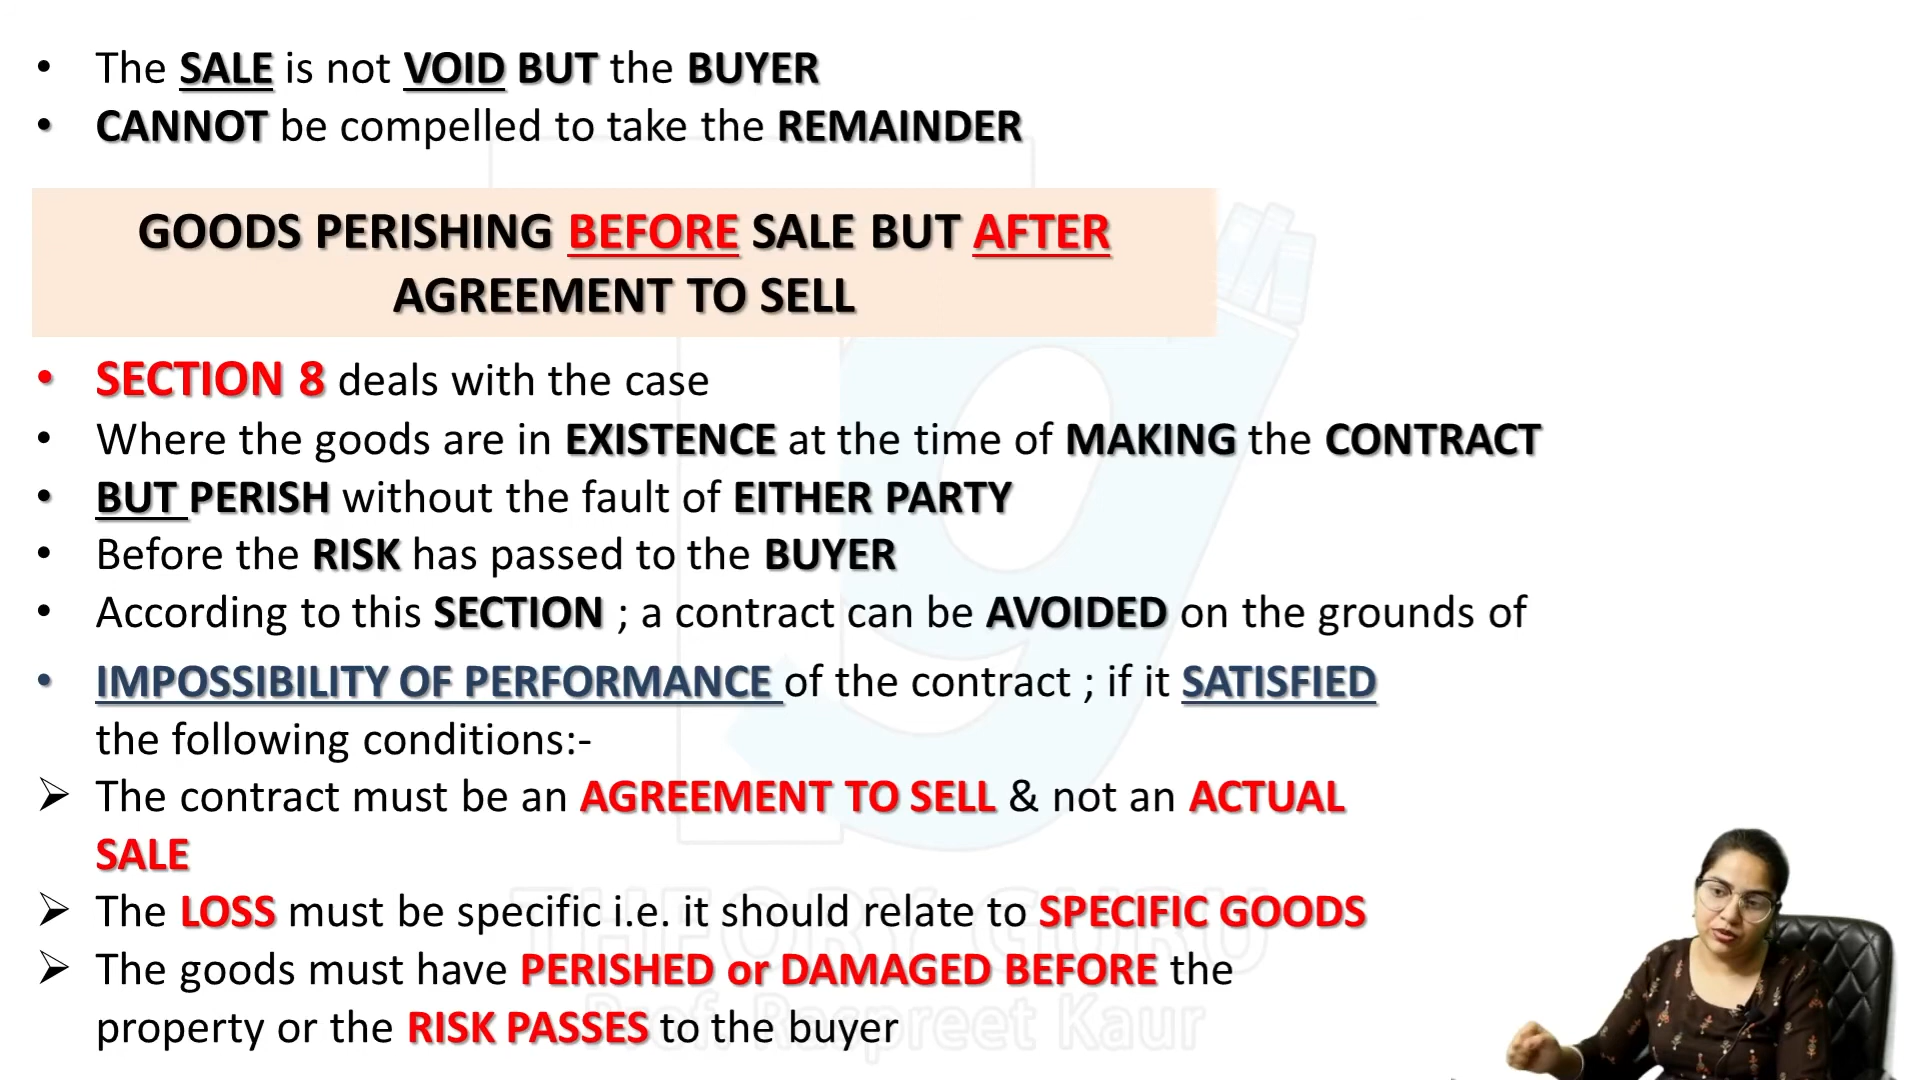 • The SALE is not VOID BUT the BUYER
• CANNOT be compelled to take the REMAINDER
GOODS PERISHING BEFORE SALE BUT AFTER
AGREEMENT TO SELL
• SECTION 8 deals with the case
• Where the goods are in EXISTENCE at the time of MAKING the CONTRACT
• BUT PERISH without the fault of EITHER PARTY
• Before the RISK has passed to the BUYER
• According to this SECTION ; a contract can be AVOIDED on the grounds of
• IMPOSSIBILITY OF PERFORMANCE of the contract ; if it SATISFIED
the following conditions:-
➢ The contract must be an AGREEMENT TO SELL & not an ACTUAL
SALE
➢ The LOSS must be specific i.e. it should relate to SPECIFIC GOODS
➢ The goods must have PERISHED or DAMAGED BEFORE the
property or the RISK PASSES to the buyer
THEORY GURU
Prof. Raspreet Kaur